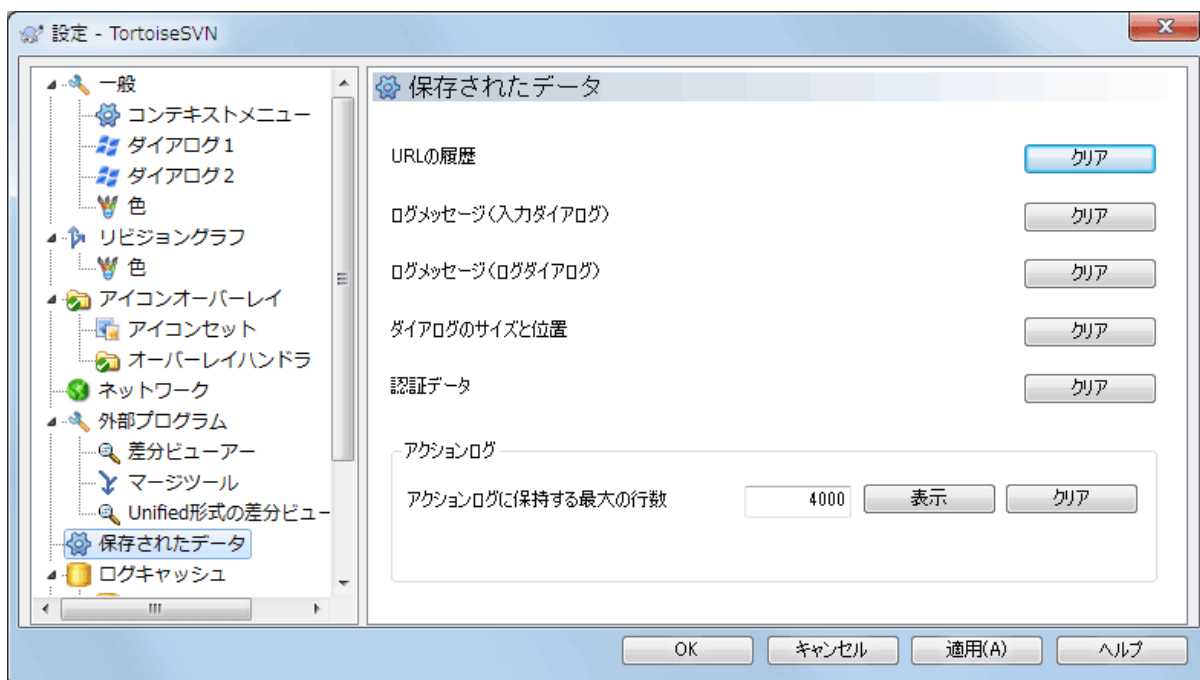 設定 - TortoiseSVN
一般
コンテキストメニュー
ダイアログ 1
ダイアログ 2
色
リビジョングラフ
色
アイコンオーバーレイ
アイコンセット
オーバーレイハンドラ
ネットワーク
外部プログラム
差分ビューアー
マージツール
Unified形式の差分ビュー
保存されたデータ
ログキャッシュ
保存されたデータ
URLの履歴
クリア
ログメッセージ(入力ダイアログ)
クリア
ログメッセージ(ログダイアログ)
クリア
ダイアログのサイズと位置
クリア
認証データ
クリア
アクションログ
アクションログに保持する最大の行数
4000
表示
クリア
OK
キャンセル
適用(A)
ヘルプ